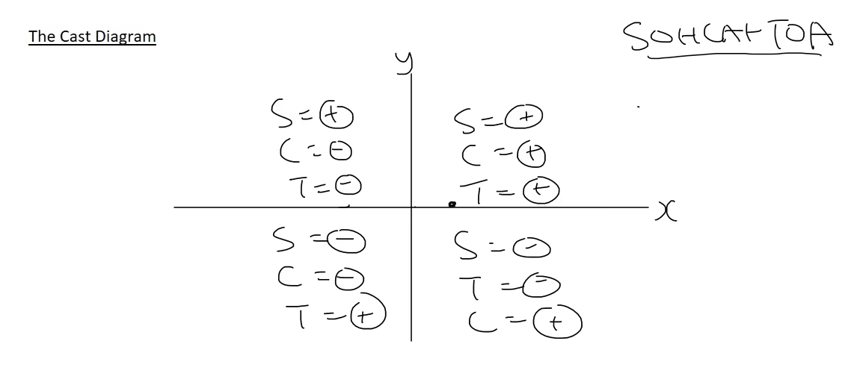 The Cast Diagram
SOHCAHTOA
y
S=+
C=-
T=-
S=+
C=+
T=+
x
S=-
C=-
T=+
S=-
T=-
C=+